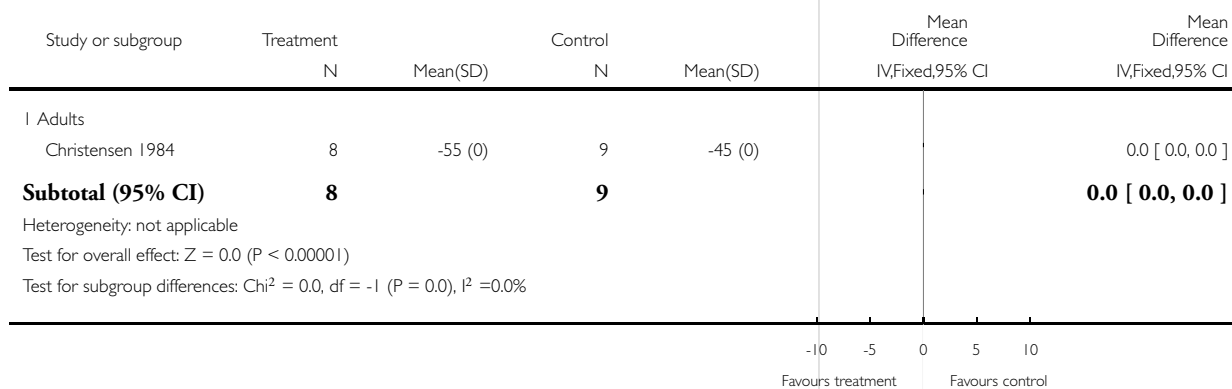 Study or subgroup Treatment Control Mean Difference Mean Difference
N Mean(SD) N Mean(SD) IV,Fixed,95% CI IV,Fixed,95% CI
1 Adults
Christensen 1984 8 -55 (0) 9 -45 (0) 0.0 [ 0.0, 0.0 ]
Subtotal (95% CI) 8 9 0.0 [ 0.0, 0.0 ]
Heterogeneity: not applicable
Test for overall effect: Z = 0.0 (P < 0.00001)
Test for subgroup differences: Chi² = 0.0, df = -1 (P = 0.0), I² =0.0%
-10 -5 0 5 10
Favours treatment Favours control